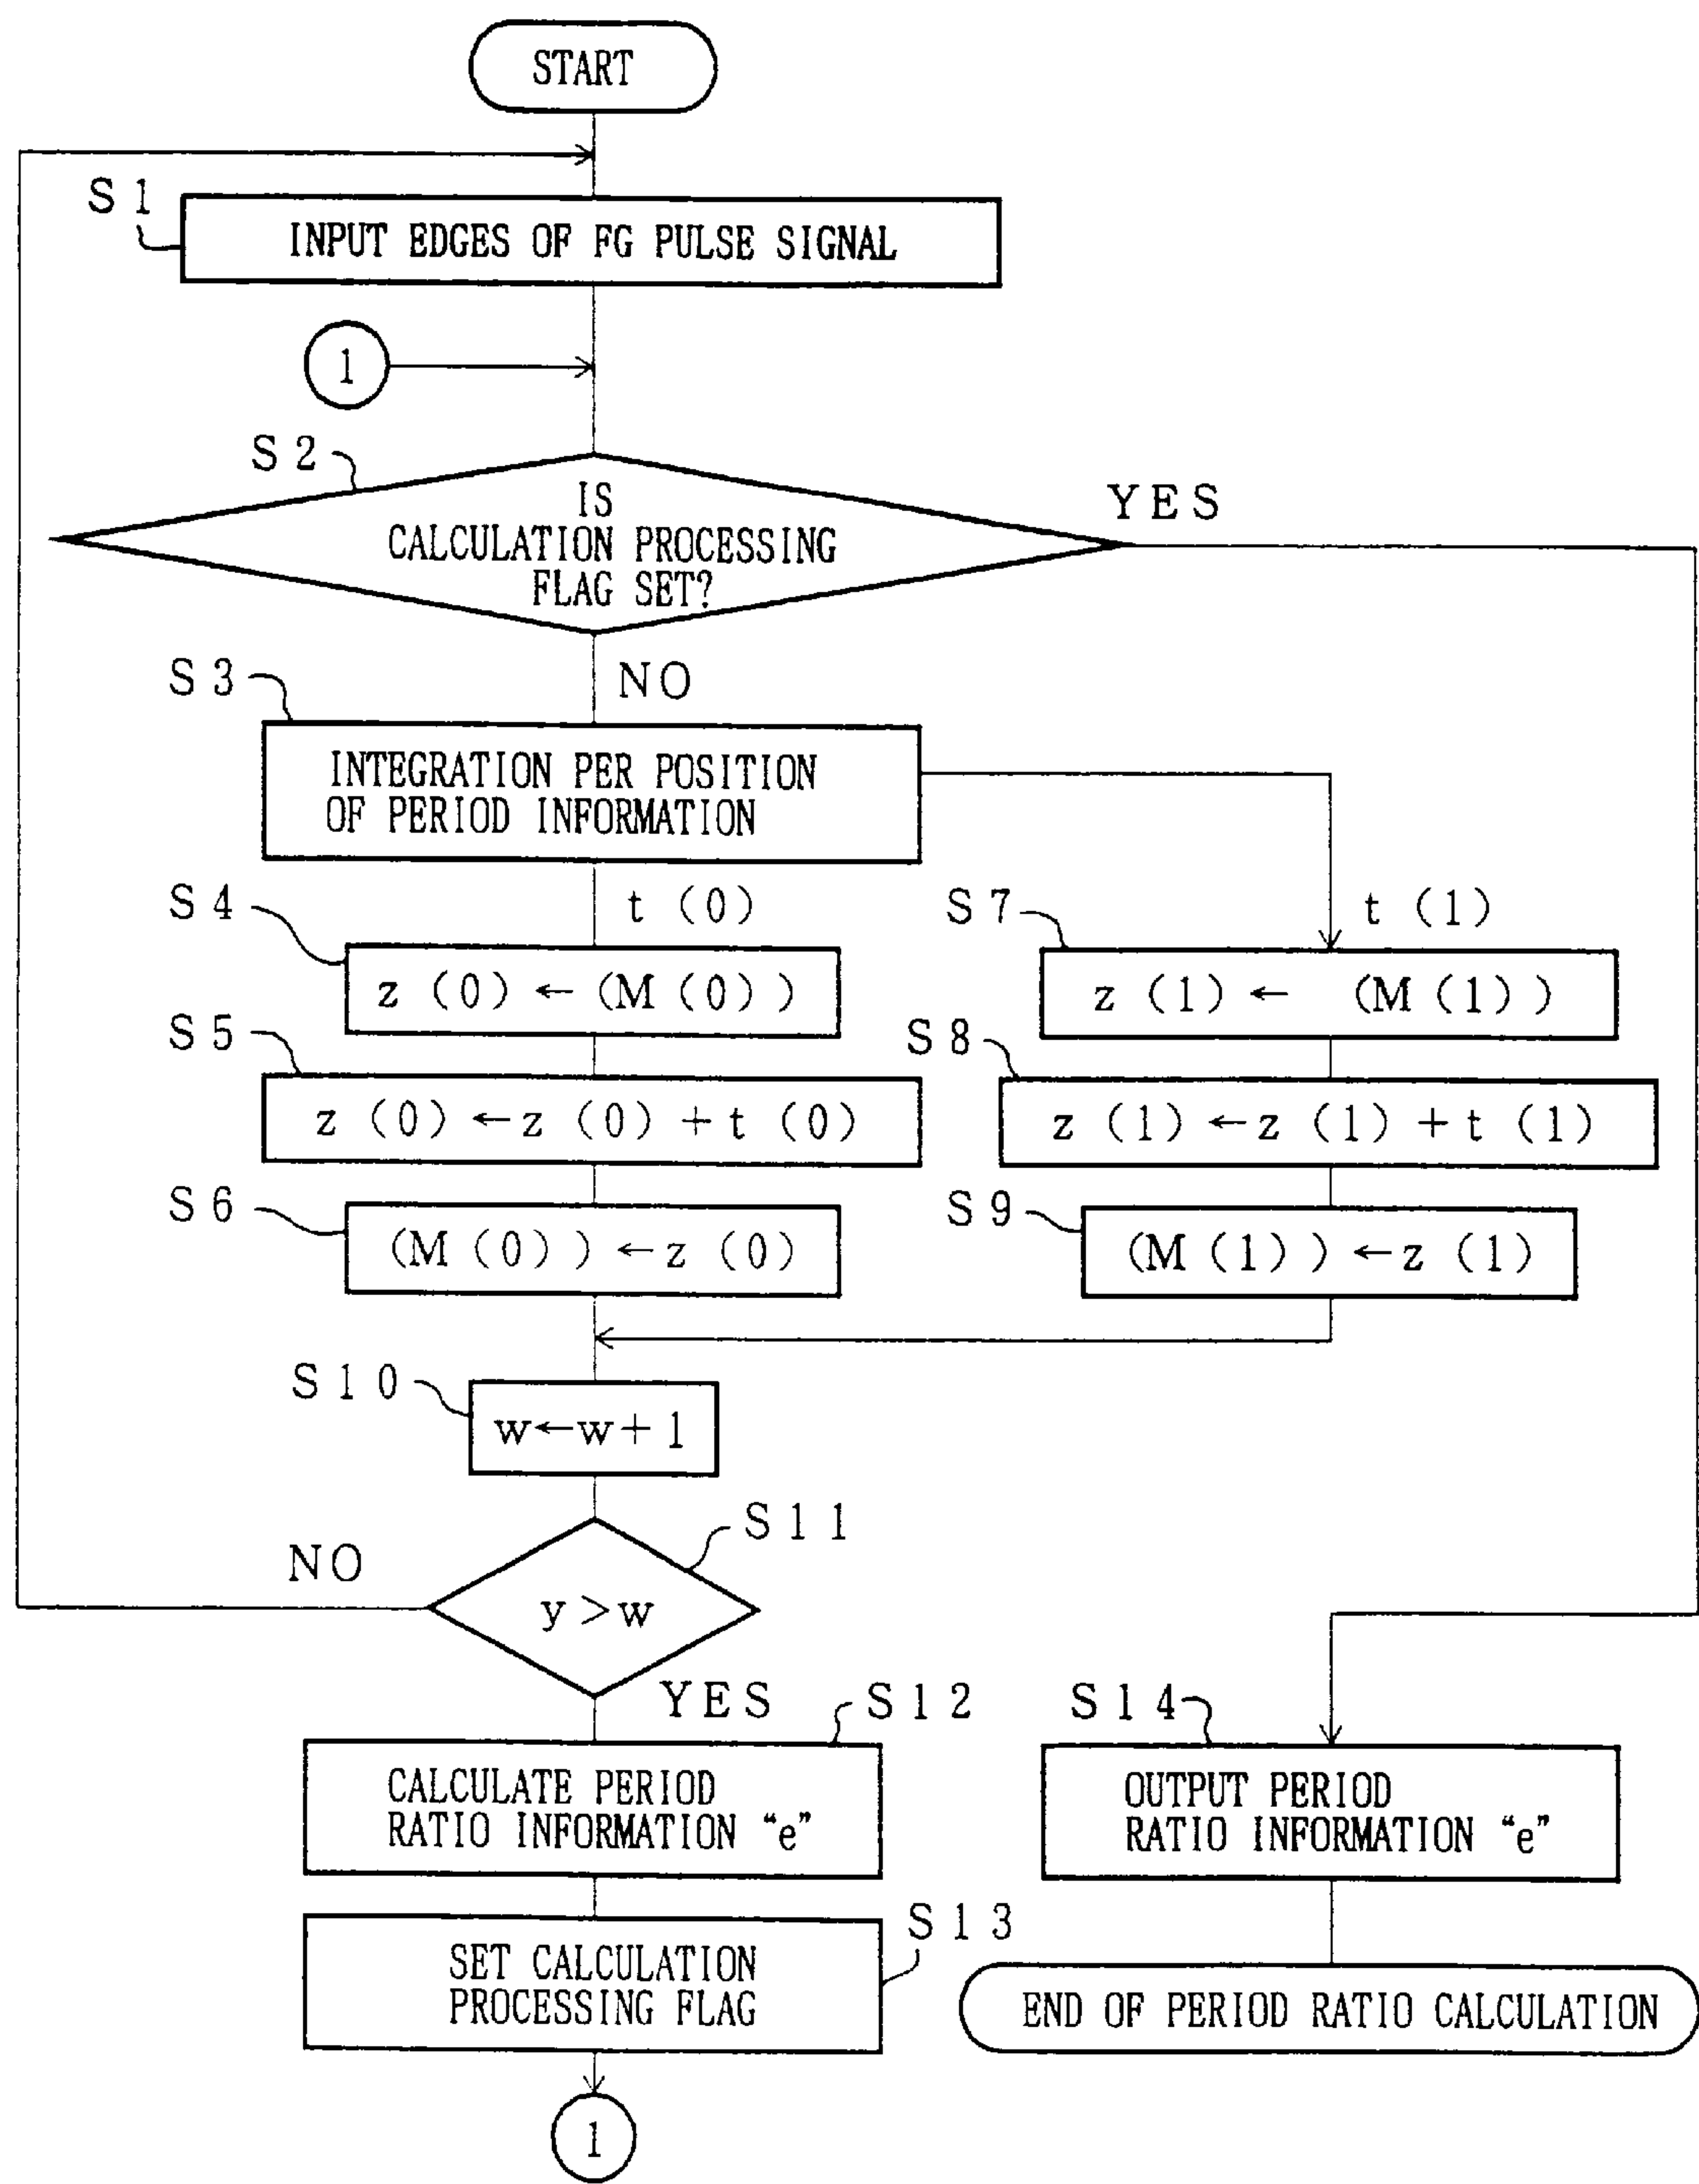 START
S1
INPUT EDGES OF FG PULSE SIGNAL
1
S2
IS
CALCULATION PROCESSING
FLAG SET?
YES
NO
S3
INTEGRATION PER POSITION
OF PERIOD INFORMATION
S4
t (0)
z (0) ← (M (0))
S5
z (0) ← z (0) + t (0)
S6
(M (0)) ← z (0)
S7
t (1)
z (1) ← (M (1))
S8
z (1) ← z (1) + t (1)
S9
(M (1)) ← z (1)
S10
w ← w + 1
S11
NO
y > w
YES
S12
CALCULATE PERIOD
RATIO INFORMATION “e”
S13
SET CALCULATION
PROCESSING FLAG
1
S14
OUTPUT PERIOD
RATIO INFORMATION “e”
END OF PERIOD RATIO CALCULATION